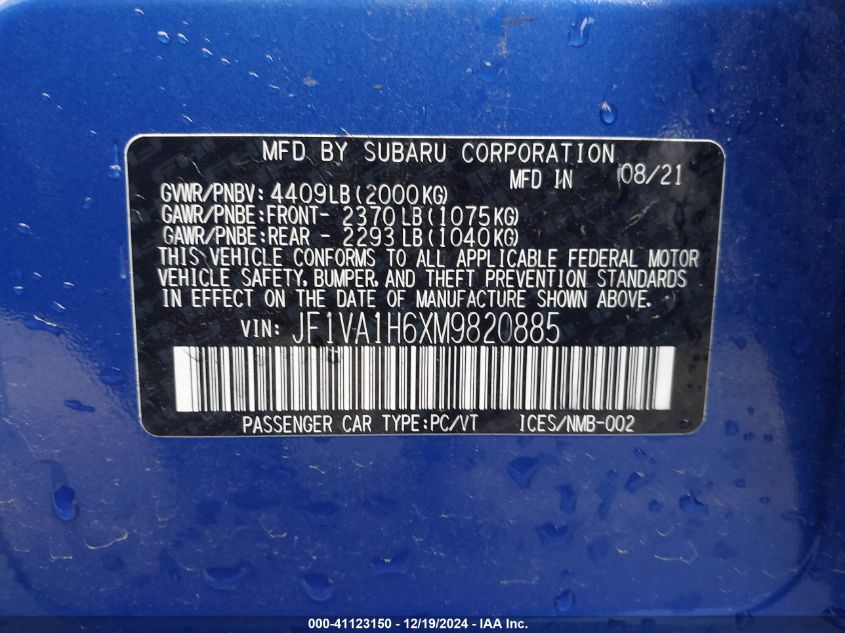 MFD BY SUBARU CORPORATION
MFD IN 08/21
GVWR/PNBV: 4409LB(2000KG)
GAWR/PNBE:FRONT- 2370LB(1075KG)
GAWR/PNBE:REAR - 2293LB(1040KG)
THIS VEHICLE CONFORMS TO ALL APPLICABLE FEDERAL MOTOR
VEHICLE SAFETY, BUMPER, AND THEFT PREVENTION STANDARDS
IN EFFECT ON THE DATE OF MANUFACTURE SHOWN ABOVE.
VIN: JF1VA1H6XM9820885
PASSENGER CAR TYPE:PC/VT ICES/NMB-002
000-41123150 - 12/19/2024 - IAA Inc.